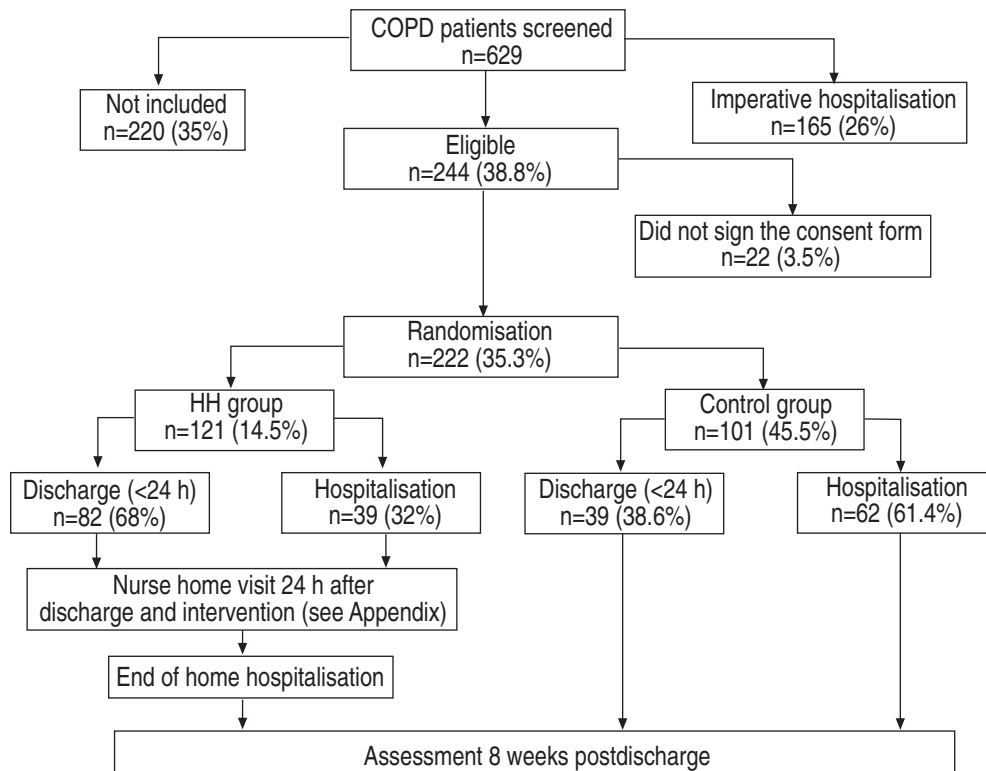 COPD patients screened
n=629
Not included
n=220 (35%)
Imperative hospitalisation
n=165 (26%)
Eligible
n=244 (38.8%)
Did not sign the consent form
n=22 (3.5%)
Randomisation
n=222 (35.3%)
HH group
n=121 (14.5%)
Control group
n=101 (45.5%)
Discharge (<24 h)
n=82 (68%)
Hospitalisation
n=39 (32%)
Discharge (<24 h)
n=39 (38.6%)
Hospitalisation
n=62 (61.4%)
Nurse home visit 24 h after
discharge and intervention (see Appendix)
End of home hospitalisation
Assessment 8 weeks postdischarge